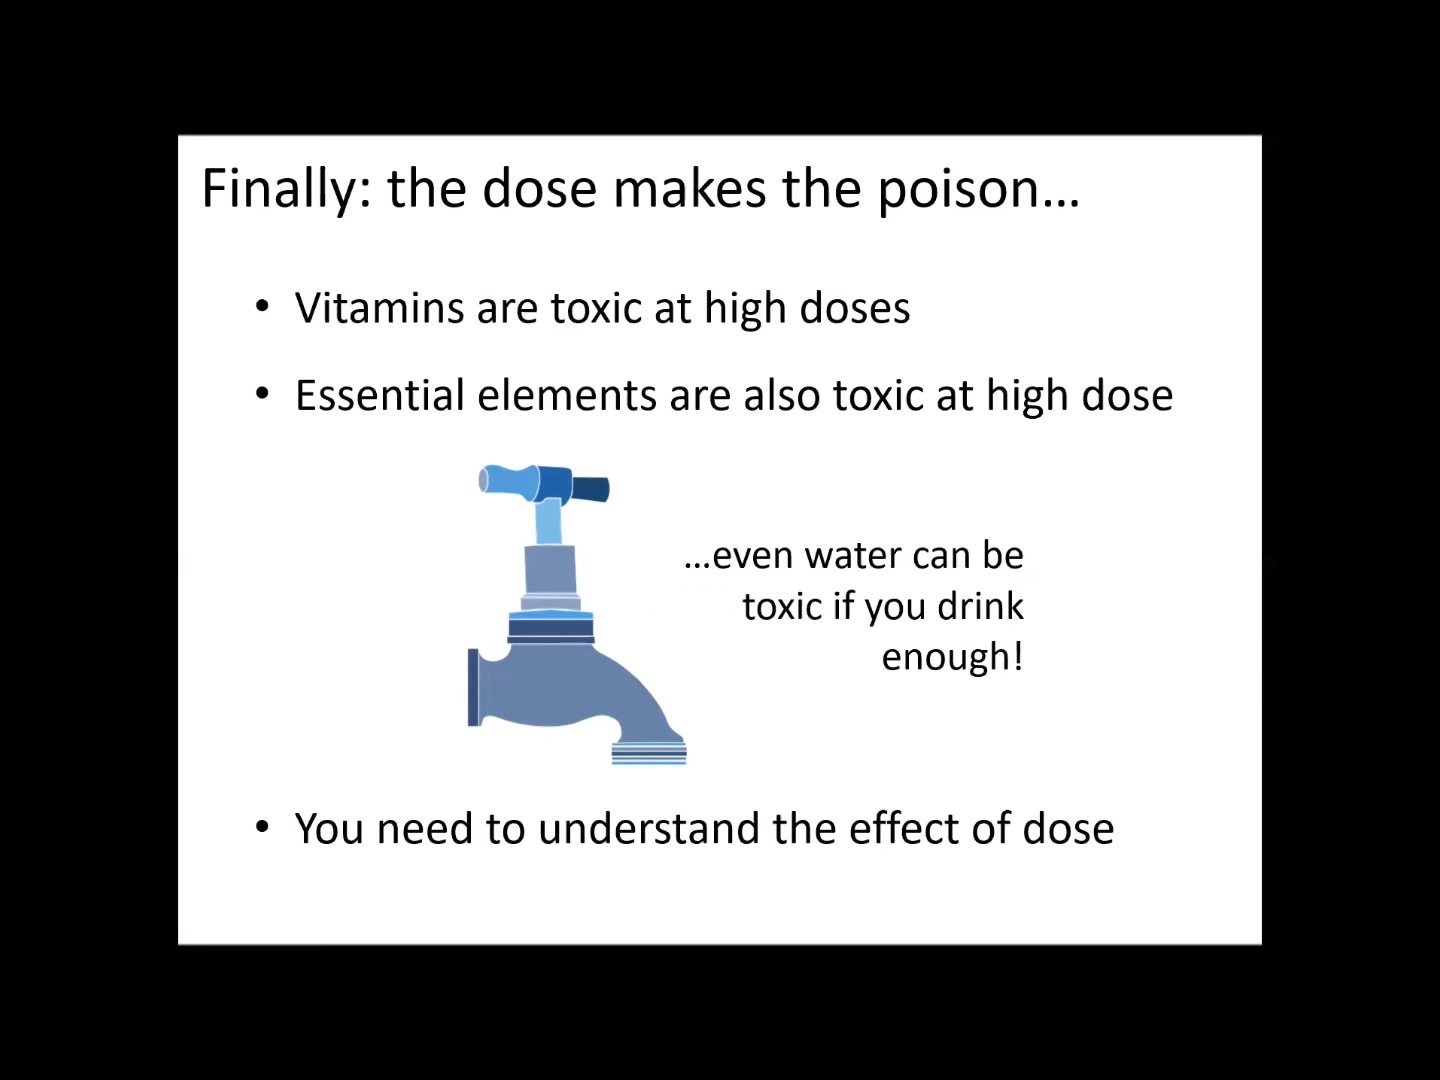 Finally: the dose makes the poison...
• Vitamins are toxic at high doses
• Essential elements are also toxic at high dose
...even water can be
toxic if you drink
enough!
• You need to understand the effect of dose